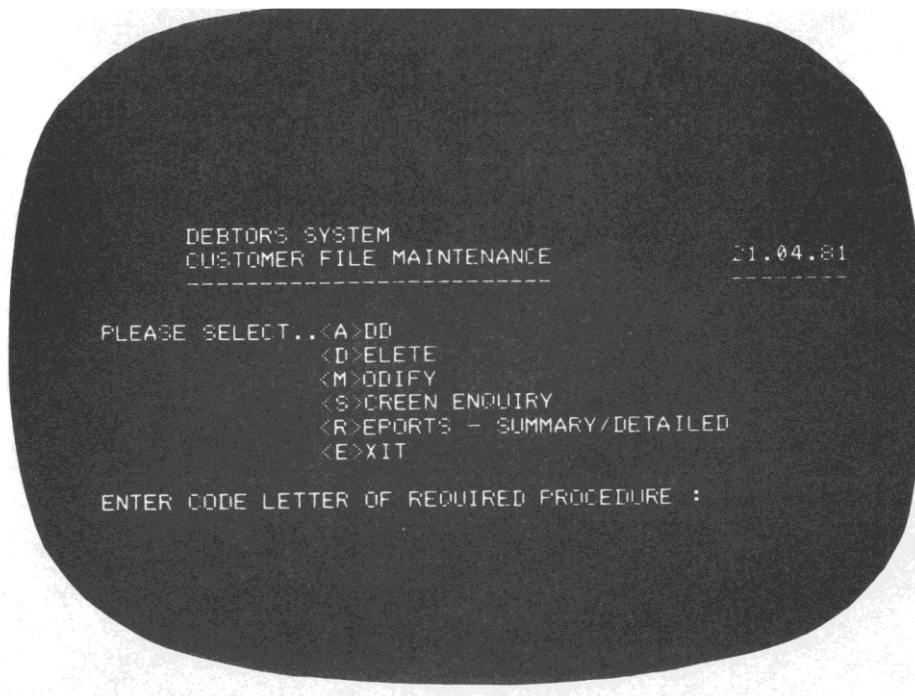 DEBTORS SYSTEM
CUSTOMER FILE MAINTENANCE 21.04.81
PLEASE SELECT..<A>DD
<D>ELETE
<M>ODIFY
<S>CREEN ENQUIRY
<R>EPORTS - SUMMARY/DETAILED
<E>XIT
ENTER CODE LETTER OF REQUIRED PROCEDURE :